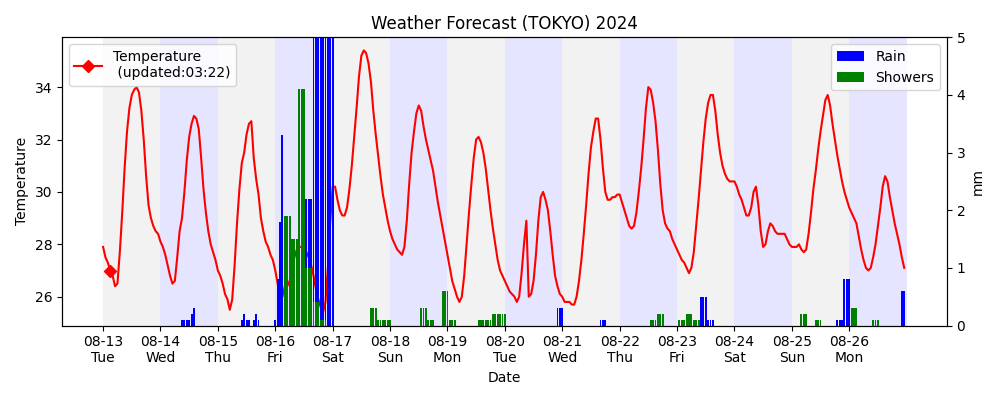 Weather Forecast (TOKYO) 2024
Temperature
(updated:03:22)
Rain
Showers
Temperature
34
32
30
28
26
5
4
3
2
1
0
mm
08-13 08-14 08-15 08-16 08-17 08-18 08-19 08-20 08-21 08-22 08-23 08-24 08-25 08-26
Tue Wed Thu Fri Sat Sun Mon Tue Wed Thu Fri Sat Sun Mon
Date